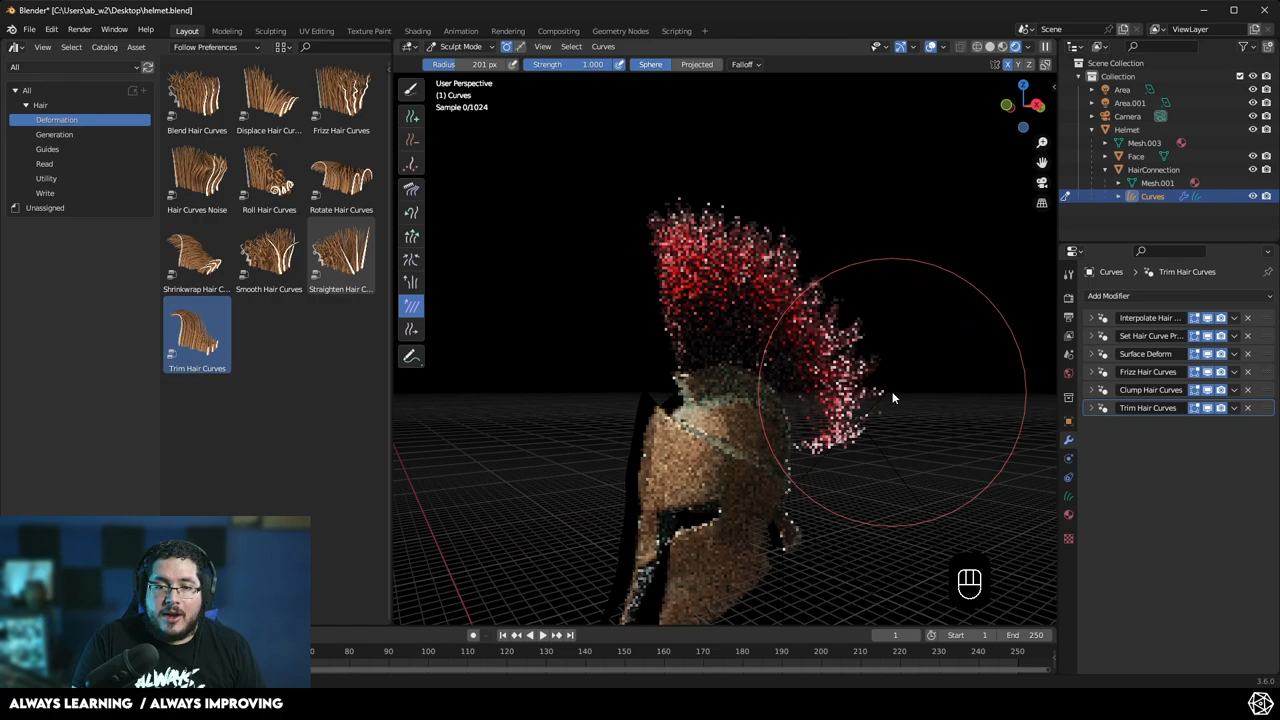 Blender* [C:\Users\ab_w2\Desktop\helmet.blend]
File Edit Render Window Help Layout Modeling Sculpting UV Editing Texture Paint Shading Animation Rendering Compositing Geometry Nodes Scripting + Scene ViewLayer
View Select Catalog Asset Follow Preferences Sculpt Mode View Select Curves
All Radius 201 px Strength 1.000 Sphere Projected Falloff X Y Z
Scene Collection
Collection
Area
Area.001
Camera
Helmet
Mesh.003
Face
HairConnection
Mesh.001
Curves
All
Hair
Deformation
Generation
Guides
Read
Utility
Write
Unassigned
Blend Hair Curves Displace Hair Cur... Frizz Hair Curves
Hair Curves Noise Roll Hair Curves Rotate Hair Curves
Shrinkwrap Hair C... Smooth Hair Curves Straighten Hair C...
Trim Hair Curves
User Perspective
(1) Curves
Sample 0/1024
Z
X
Curves Trim Hair Curves
Add Modifier
Interpolate Hair ...
Set Hair Curve Pr...
Surface Deform
Frizz Hair Curves
Clump Hair Curves
Trim Hair Curves
1 Start 1 End 250
70 80 90 100 110 120 130 140 150 160 170 180 190 200 210 220 230 240 250
3.6.0
ALWAYS LEARNING / ALWAYS IMPROVING